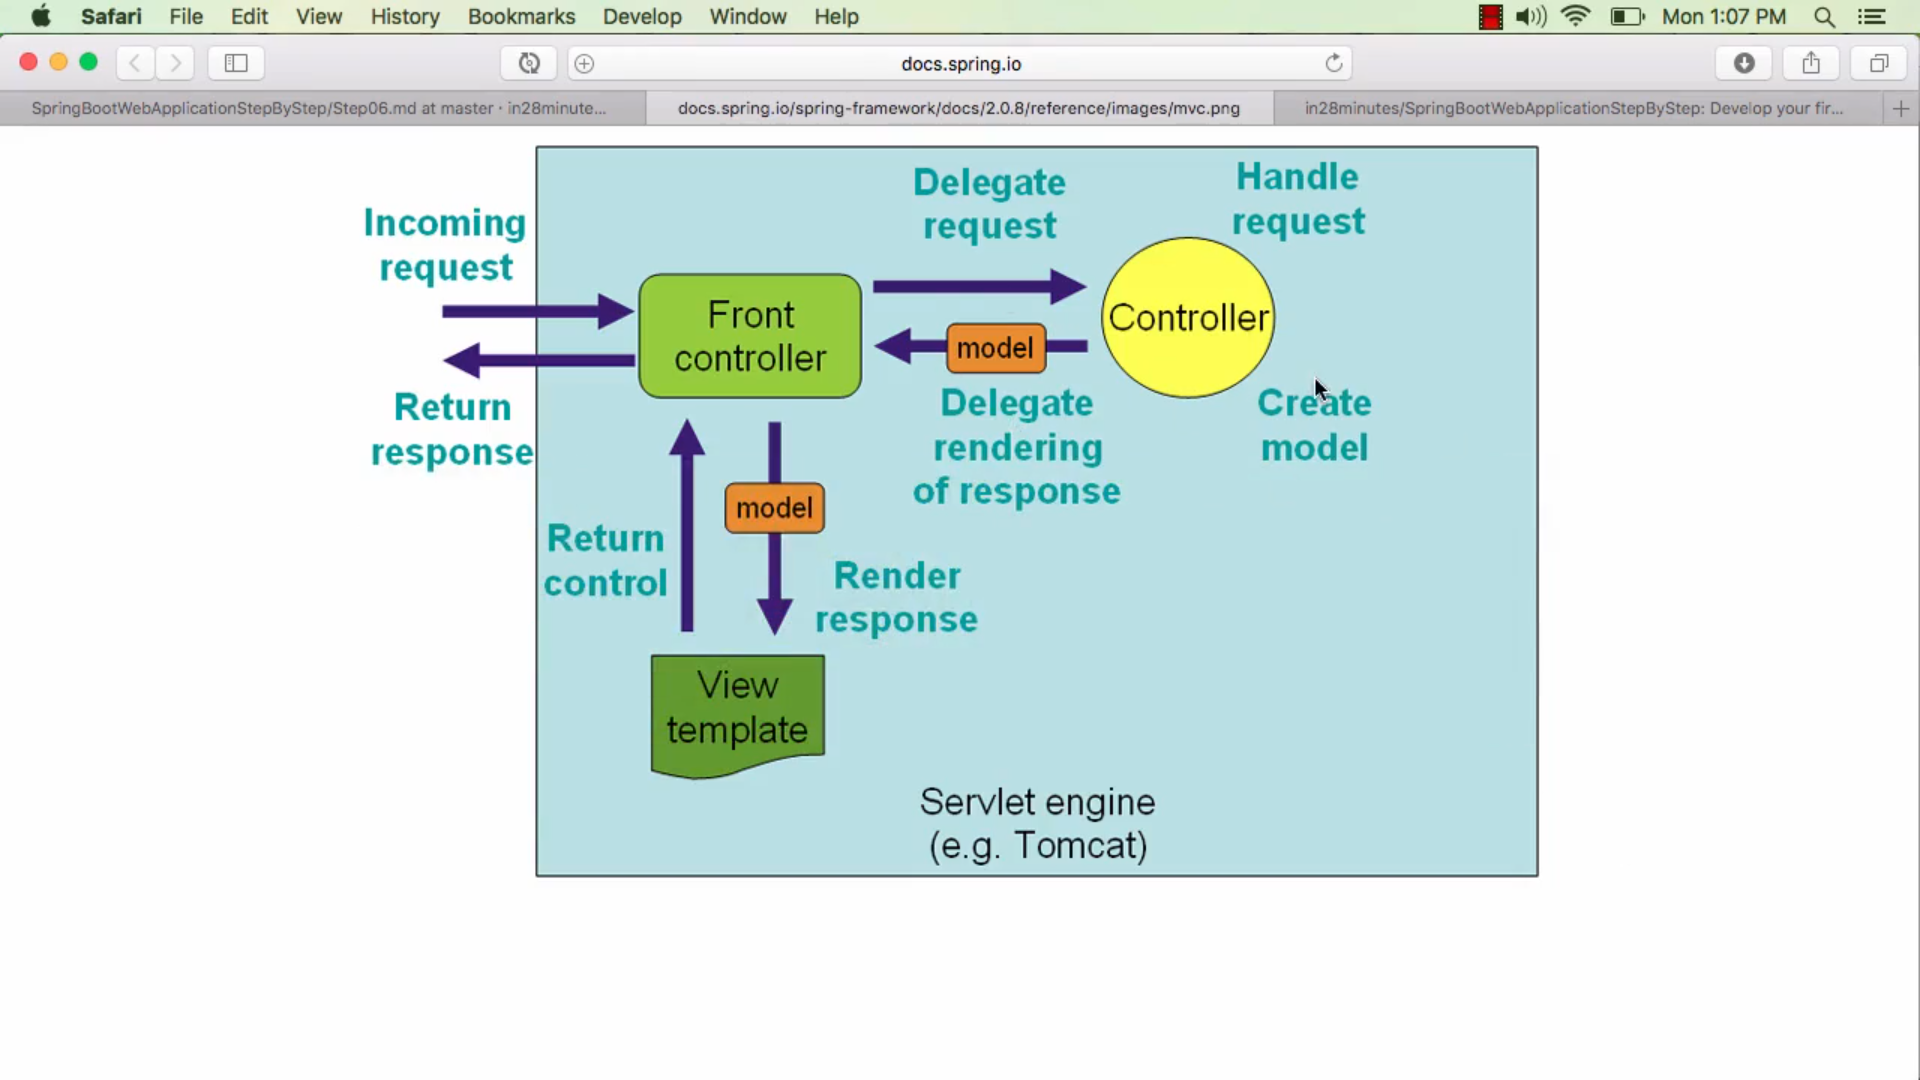 Safari File Edit View History Bookmarks Develop Window Help Mon 1:07 PM
docs.spring.io
SpringBootWebApplicationStepByStep/Step06.md at master · in28minute...
docs.spring.io/spring-framework/docs/2.0.8/reference/images/mvc.png
in28minutes/SpringBootWebApplicationStepByStep: Develop your fir...
Incoming
request
Delegate
request
Handle
request
Front
controller
Controller
model
Return
response
Delegate
rendering
of response
Create
model
model
Return
control
Render
response
View
template
Servlet engine
(e.g. Tomcat)